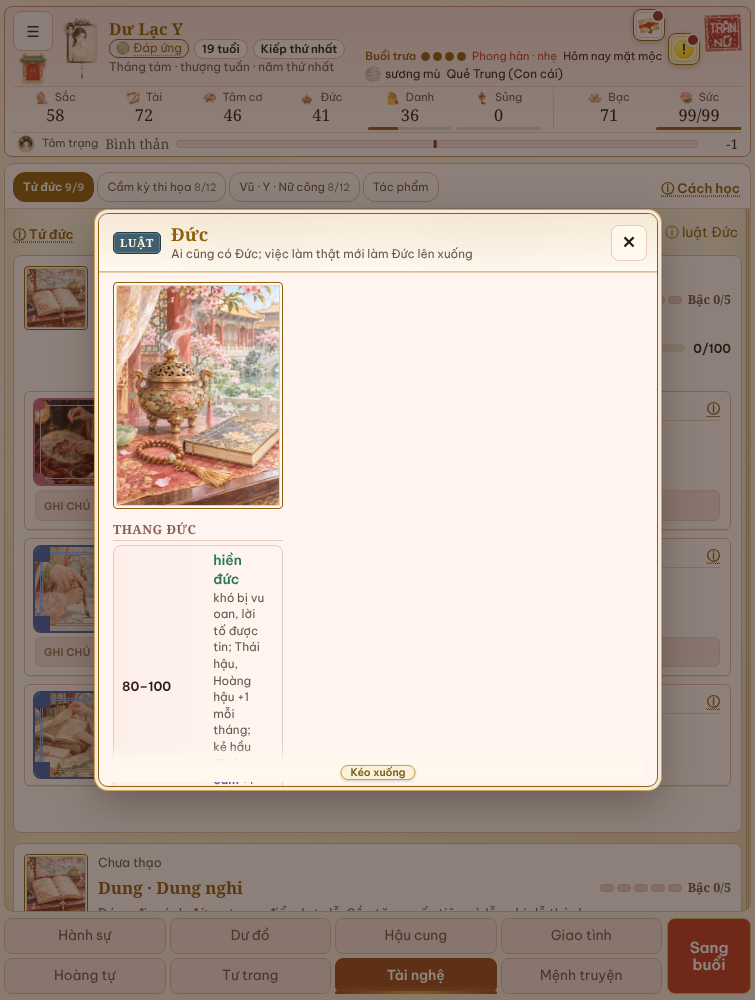 ☰
Dư Lạc Y
Đáp ứng
19 tuổi
Kiếp thứ nhất
Tháng tám · thượng tuần · năm thứ nhất
Buổi trưa
Phong hàn · nhẹ
Hôm nay mặt mộc
sương mù
Quẻ Trung (Con cái)
!
TRÂN NỮ
Sắc
58
Tài
72
Tâm cơ
46
Đức
41
Danh
36
Sủng
0
Bạc
71
Sức
99/99
Tâm trạng
Bình thản
-1
Tứ đức 9/9
Cầm kỳ thi họa 8/12
Vũ · Y · Nữ công 8/12
Tác phẩm
ⓘ Cách học
ⓘ Tứ đức
ⓘ luật Đức
Bậc 0/5
0/100
GHI CHÚ
GHI CHÚ
LUẬT
Đức
Ai cũng có Đức; việc làm thật mới làm Đức lên xuống
✕
THANG ĐỨC
80–100
hiền
đức
khó bị vu
oan, lời
tố được
tin; Thái
hậu,
Hoàng
hậu +1
mỗi
tháng;
kẻ hầu
Kéo xuống
Chưa thạo
Dung · Dung nghi
Bậc 0/5
Hành sự
Dư đồ
Hậu cung
Giao tình
Sang
buổi
Hoàng tự
Tư trang
Tài nghệ
Mệnh truyện